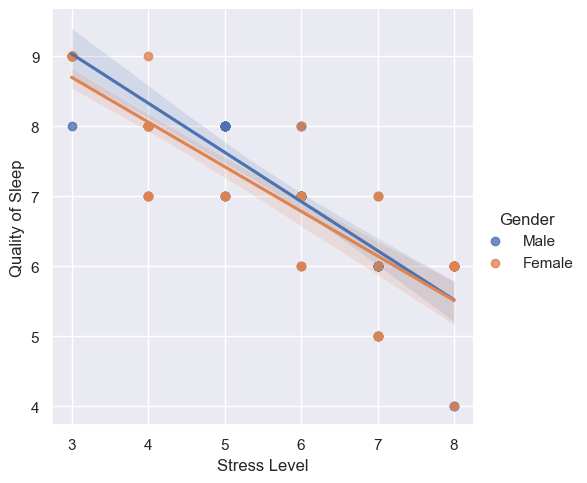 9
8
7
6
5
4
Quality of Sleep
3 4 5 6 7 8
Stress Level
Gender
Male
Female